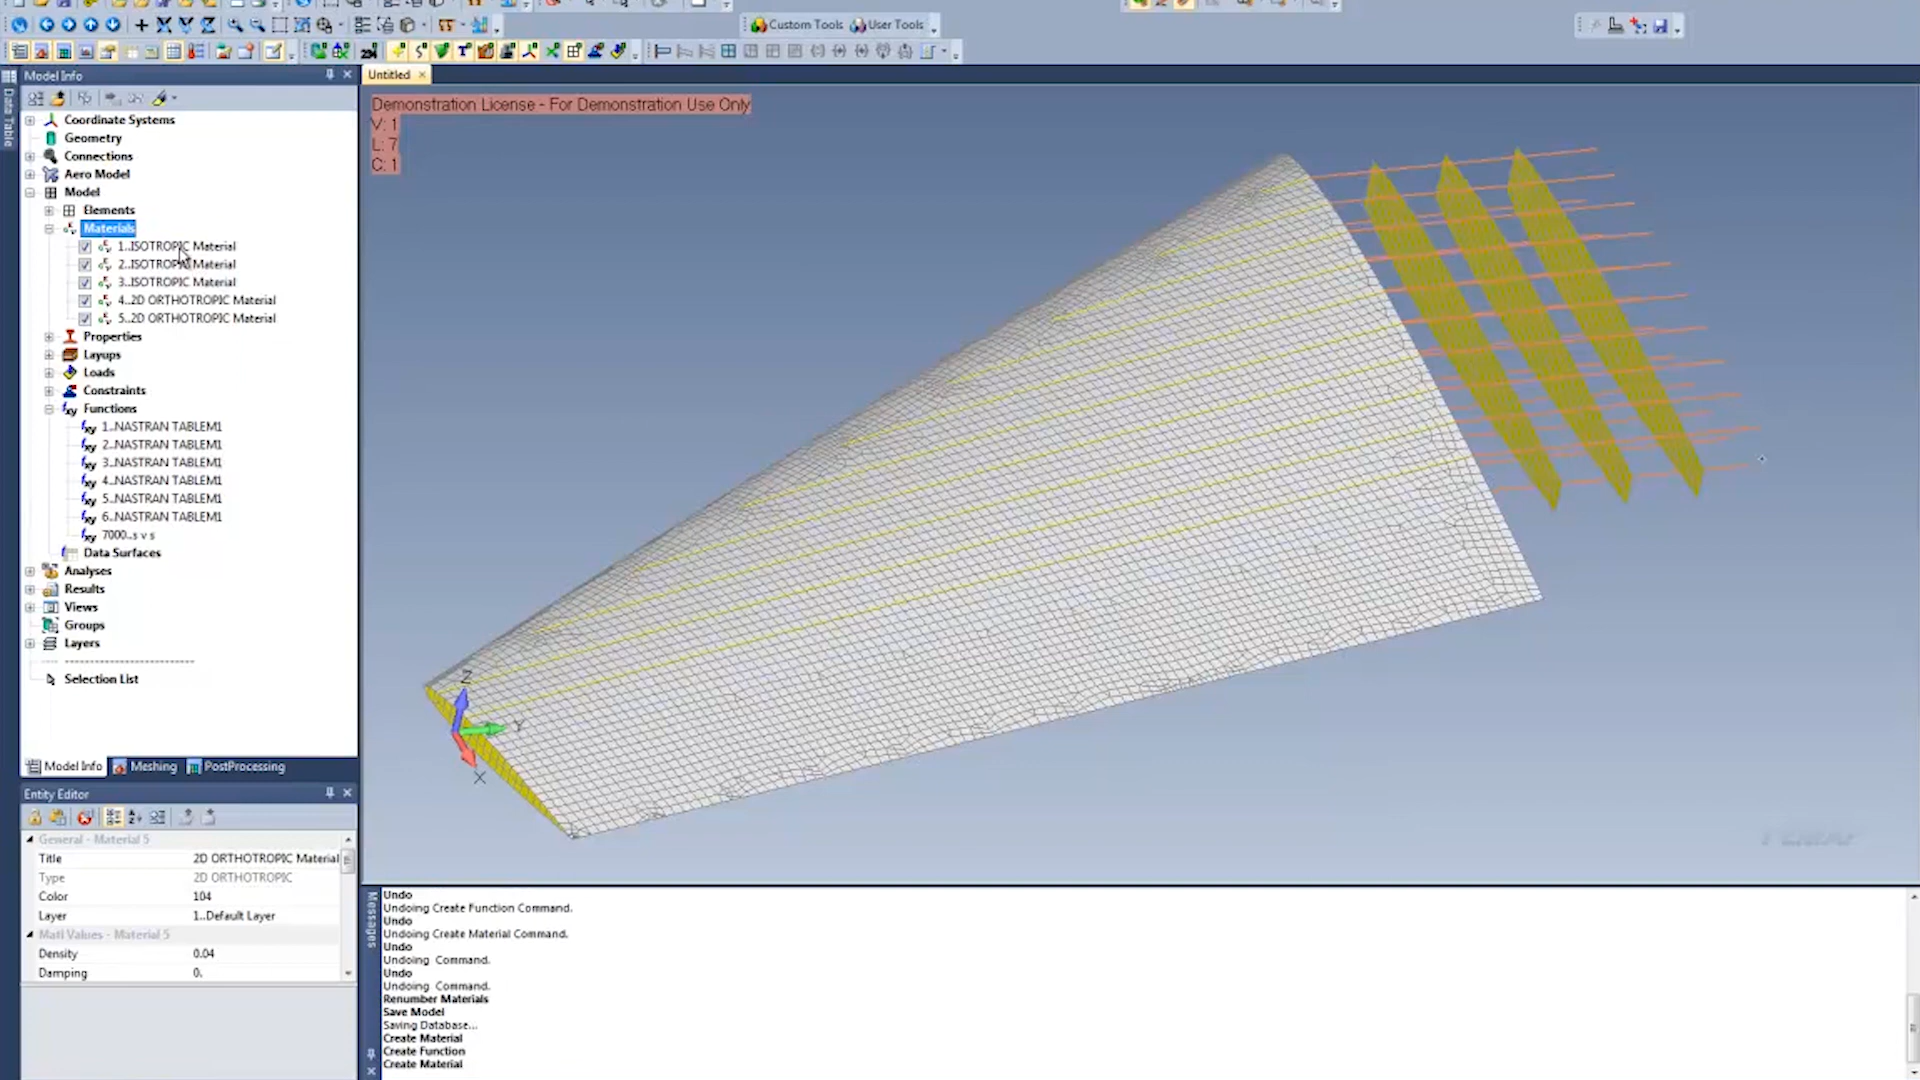 Custom Tools
User Tools
Model Info
Untitled
Data Table
Coordinate Systems
Geometry
Connections
Aero Model
Model
Elements
Materials
1..ISOTROPIC Material
2..ISOTROPIC Material
3..ISOTROPIC Material
4..2D ORTHOTROPIC Material
5..2D ORTHOTROPIC Material
Properties
Layups
Loads
Constraints
Functions
1..NASTRAN TABLEM1
2..NASTRAN TABLEM1
3..NASTRAN TABLEM1
4..NASTRAN TABLEM1
5..NASTRAN TABLEM1
6..NASTRAN TABLEM1
7000..s v s
Data Surfaces
Analyses
Results
Views
Groups
Layers
Selection List
Model Info
Meshing
PostProcessing
Entity Editor
General - Material 5
Title 2D ORTHOTROPIC Material
Type 2D ORTHOTROPIC
Color 104
Layer 1..Default Layer
Matl Values - Material 5
Density 0.04
Damping 0.
Demonstration License - For Demonstration Use Only
V: 1
L: 7
C: 1
Z
Y
X
Messages
Undo
Undoing Create Function Command.
Undo
Undoing Create Material Command.
Undo
Undoing Command.
Undo
Undoing Command.
Renumber Materials
Save Model
Saving Database...
Create Material
Create Function
Create Material